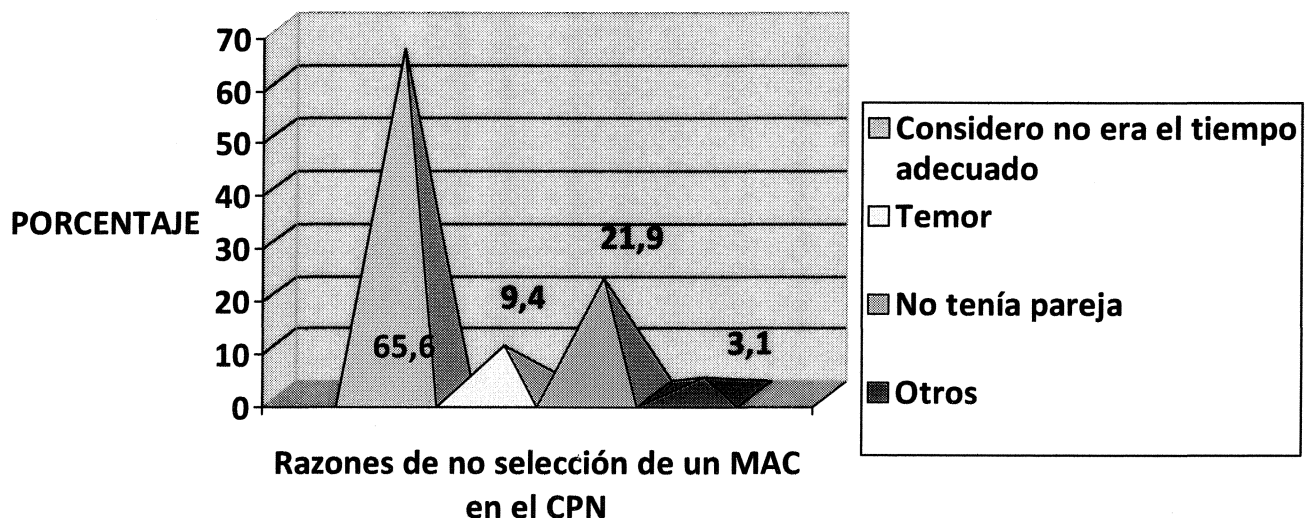 70
60
50
40
30
20
10
0
PORCENTAJE
65,6
9,4
21,9
3,1
Razones de no selección de un MAC
en el CPN
Considero no era el tiempo
adecuado
Temor
No tenía pareja
Otros